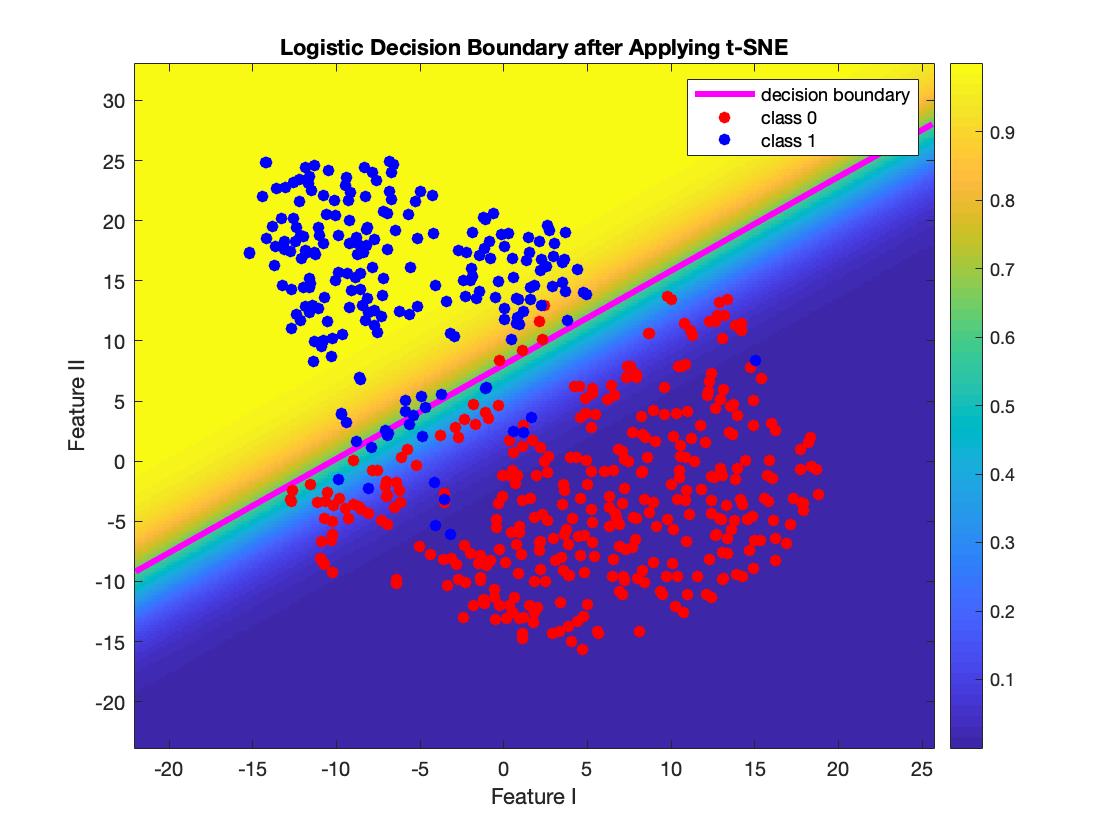 Logistic Decision Boundary after Applying t-SNE
decision boundary
class 0
class 1
30
25
20
15
10
5
0
-5
-10
-15
-20
Feature II
-20 -15 -10 -5 0 5 10 15 20 25
Feature I
0.9
0.8
0.7
0.6
0.5
0.4
0.3
0.2
0.1